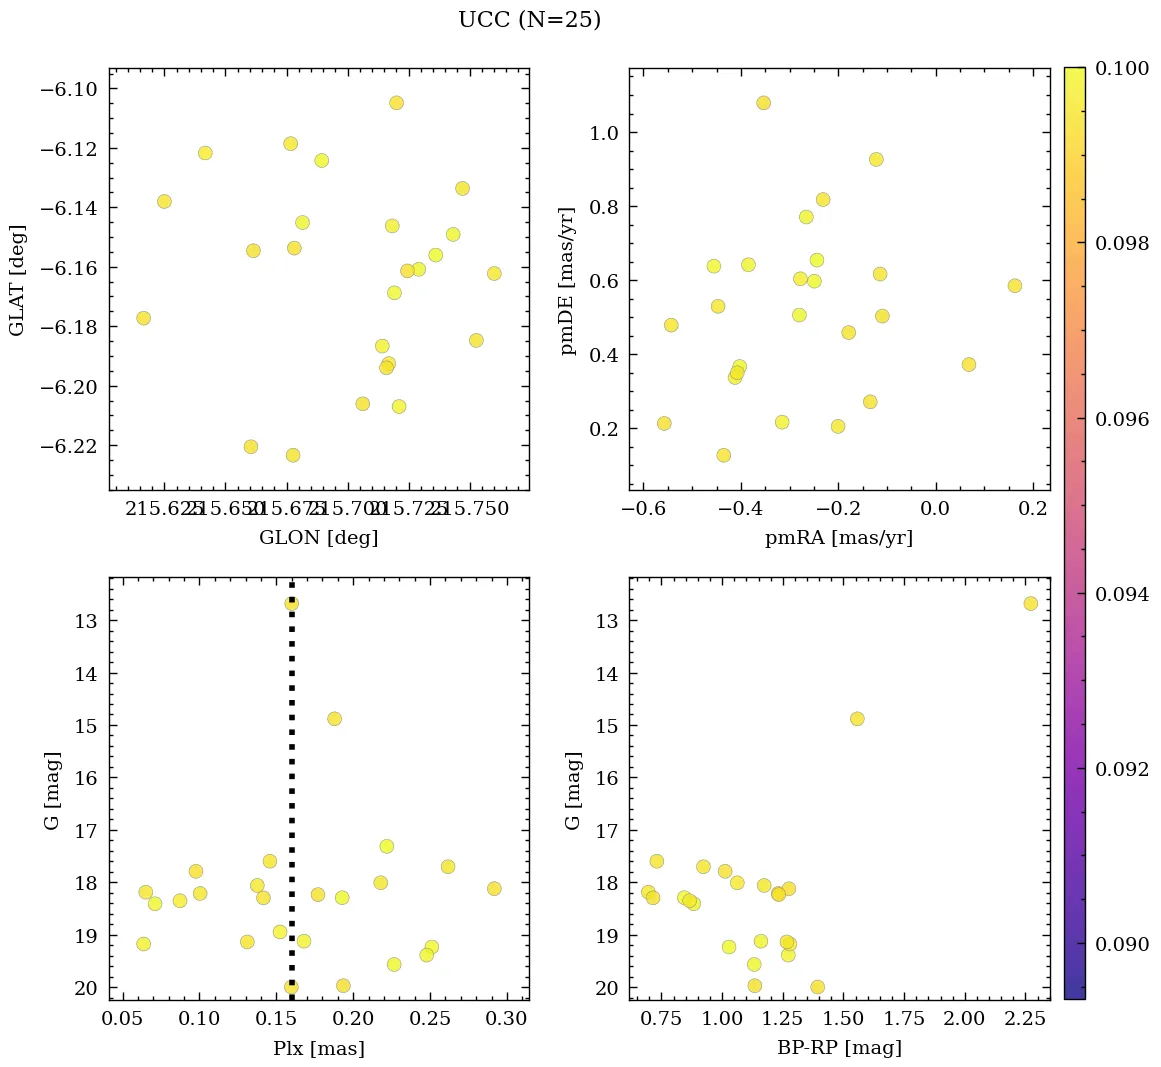 UCC (N=25)
−6.10
−6.12
−6.14
−6.16
−6.18
−6.20
−6.22
GLAT [deg]
215.625 215.650 215.675 215.700 215.725 215.750
GLON [deg]
1.0
0.8
0.6
0.4
0.2
pmDE [mas/yr]
−0.6 −0.4 −0.2 0.0 0.2
pmRA [mas/yr]
0.100
0.098
0.096
0.094
0.092
0.090
13
14
15
16
17
18
19
20
G [mag]
0.05 0.10 0.15 0.20 0.25 0.30
Plx [mas]
13
14
15
16
17
18
19
20
G [mag]
0.75 1.00 1.25 1.50 1.75 2.00 2.25
BP-RP [mag]